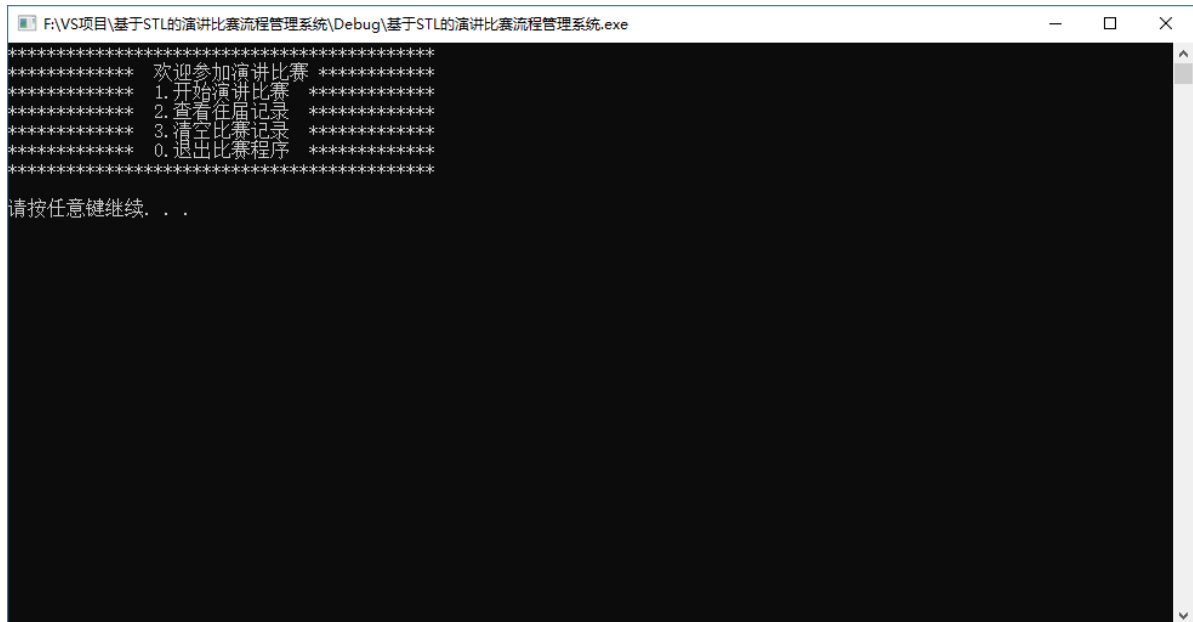 F:\VS项目\基于STL的演讲比赛流程管理系统\Debug\基于STL的演讲比赛流程管理系统.exe
********************************************
*************  欢迎参加演讲比赛 ************
*************  1.开始演讲比赛  *************
*************  2.查看往届记录  *************
*************  3.清空比赛记录  *************
*************  0.退出比赛程序  *************
********************************************
请按任意键继续. . .